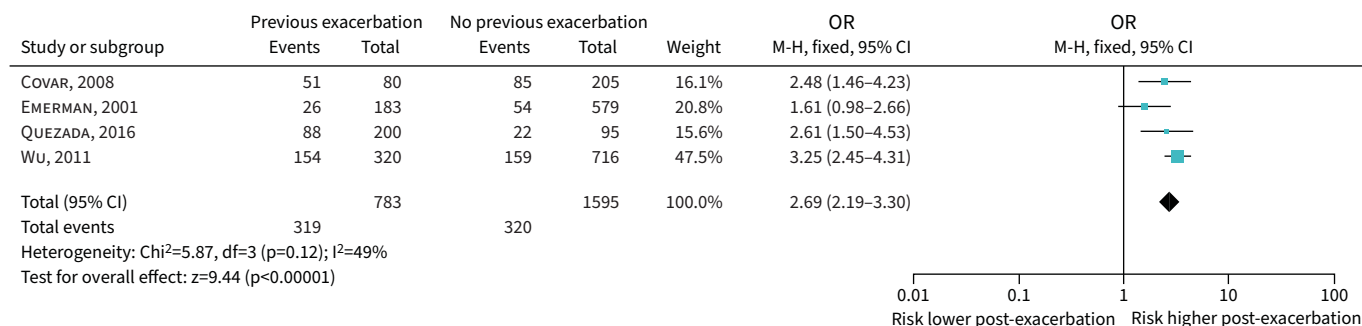 Previous exacerbation No previous exacerbation OR OR
Study or subgroup Events Total Events Total Weight M-H, fixed, 95% CI M-H, fixed, 95% CI
Covar, 2008 51 80 85 205 16.1% 2.48 (1.46–4.23)
Emerman, 2001 26 183 54 579 20.8% 1.61 (0.98–2.66)
Quezada, 2016 88 200 22 95 15.6% 2.61 (1.50–4.53)
Wu, 2011 154 320 159 716 47.5% 3.25 (2.45–4.31)
Total (95% CI) 783 1595 100.0% 2.69 (2.19–3.30)
Total events 319 320
Heterogeneity: Chi²=5.87, df=3 (p=0.12); I²=49%
Test for overall effect: z=9.44 (p<0.00001)
0.01 0.1 1 10 100
Risk lower post-exacerbation Risk higher post-exacerbation